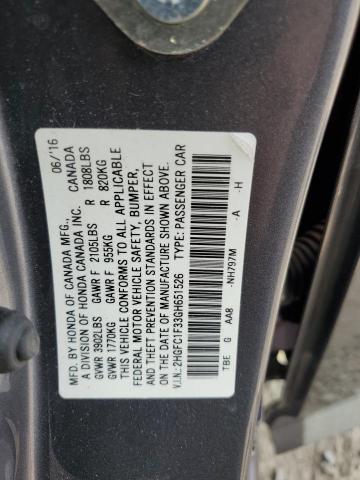 MFD. BY HONDA OF CANADA MFG., 06/'16
A DIVISION OF HONDA CANADA INC. CANADA
GVWR 3902LBS GAWR F 2105LBS R 1808LBS
GVWR 1770KG GAWR F 955KG R 820KG
THIS VEHICLE CONFORMS TO ALL APPLICABLE
FEDERAL MOTOR VEHICLE SAFETY, BUMPER,
AND THEFT PREVENTION STANDARDS IN EFFECT
ON THE DATE OF MANUFACTURE SHOWN ABOVE.
V.I.N.: 2HGFC1F33GH651526 TYPE: PASSENGER CAR
TBE G AA8 -NH797M -A -H